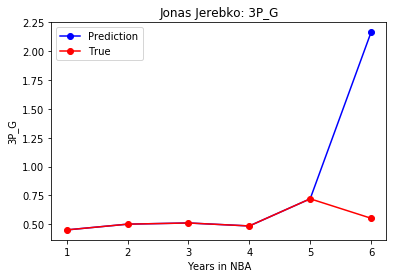 Jonas Jerebko: 3P_G
Prediction
True
3P_G
2.25
2.00
1.75
1.50
1.25
1.00
0.75
0.50
1 2 3 4 5 6
Years in NBA